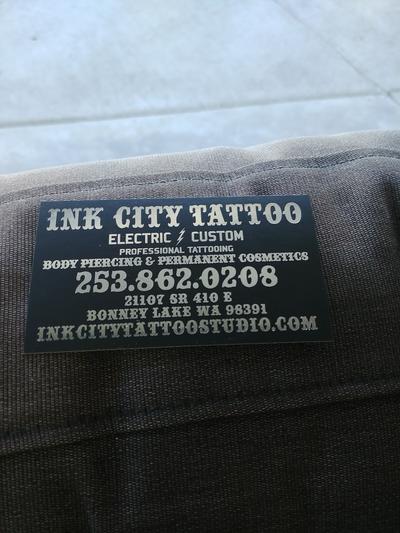 INK CITY TATTOO
ELECTRIC CUSTOM
PROFESSIONAL TATTOOING
BODY PIERCING & PERMANENT COSMETICS
253.862.0208
21107 SR 410 E
BONNEY LAKE WA 98391
INKCITYTATTOOSTUDIO.COM